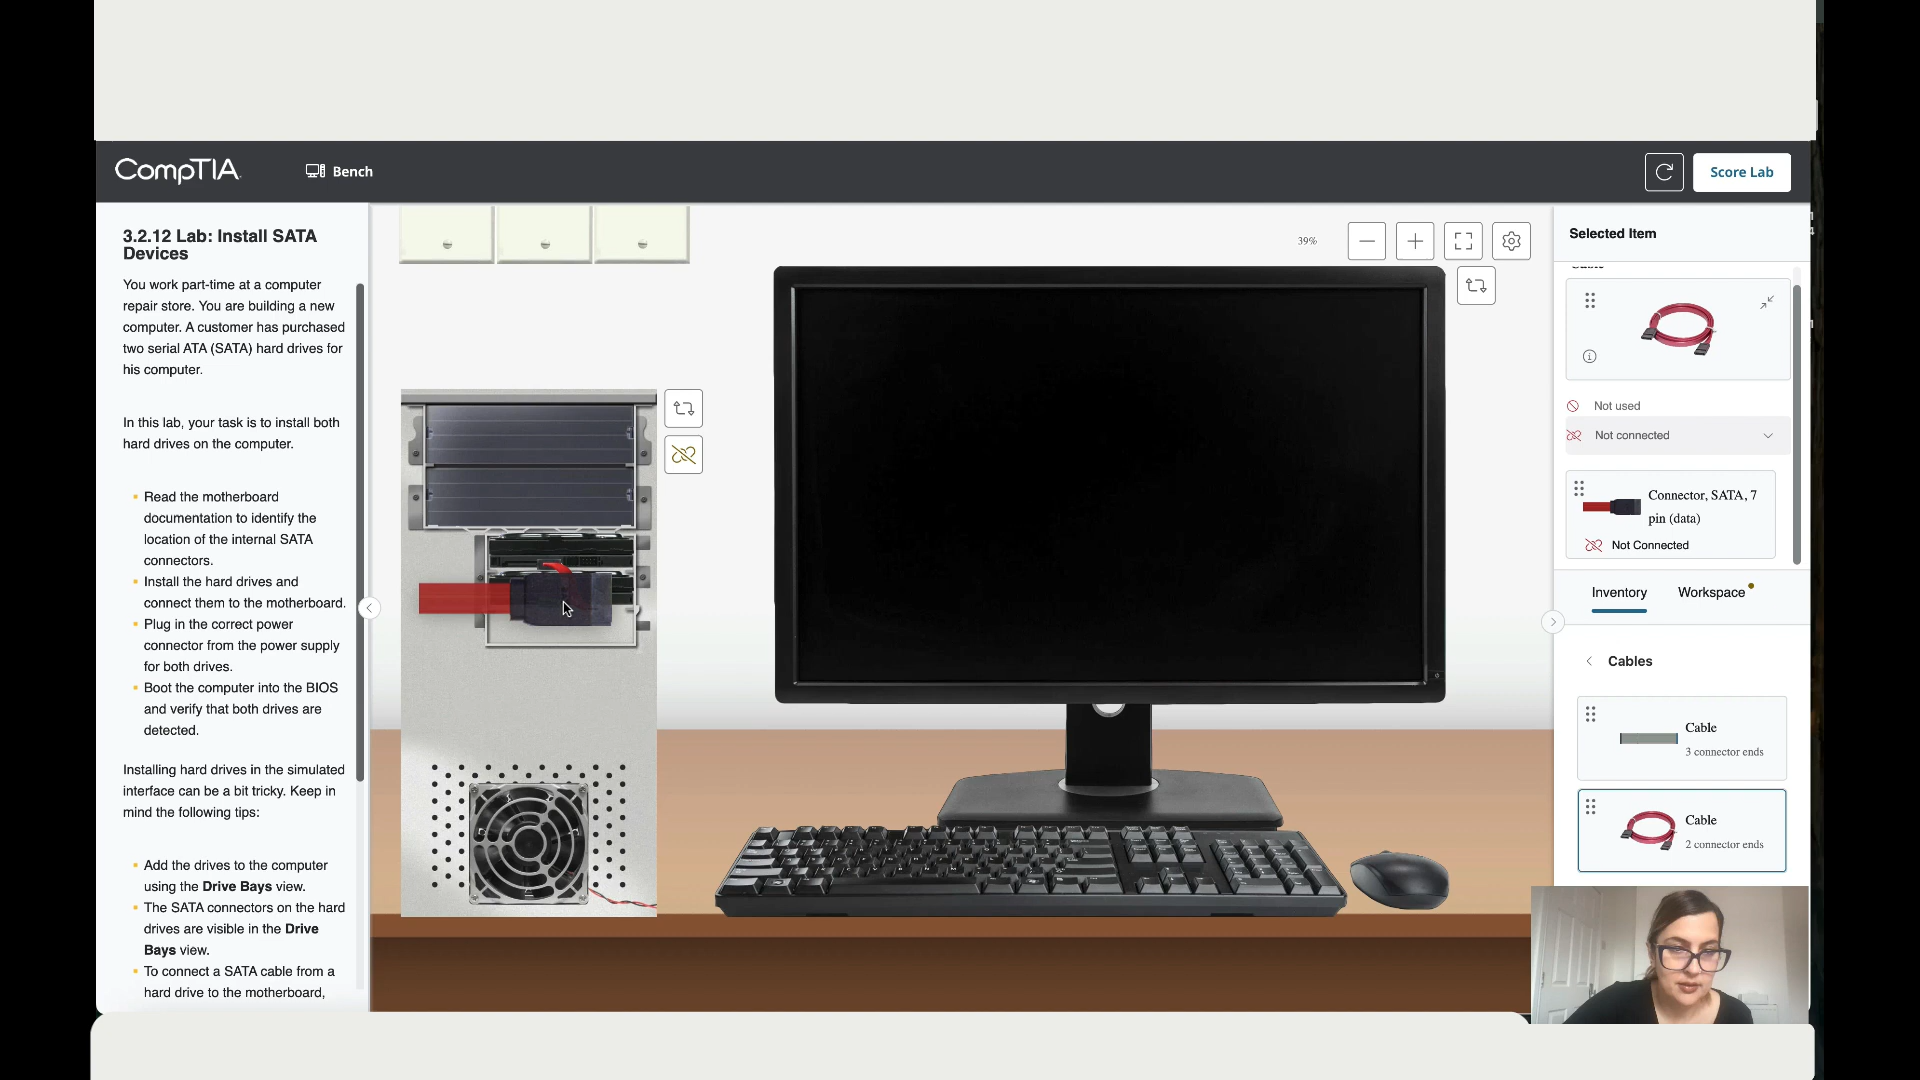 CompTIA.
Bench
Score Lab
3.2.12 Lab: Install SATA
Devices
You work part-time at a computer
repair store. You are building a new
computer. A customer has purchased
two serial ATA (SATA) hard drives for
his computer.
In this lab, your task is to install both
hard drives on the computer.
Read the motherboard
documentation to identify the
location of the internal SATA
connectors.
Install the hard drives and
connect them to the motherboard.
Plug in the correct power
connector from the power supply
for both drives.
Boot the computer into the BIOS
and verify that both drives are
detected.
Installing hard drives in the simulated
interface can be a bit tricky. Keep in
mind the following tips:
Add the drives to the computer
using the Drive Bays view.
The SATA connectors on the hard
drives are visible in the Drive
Bays view.
To connect a SATA cable from a
hard drive to the motherboard,
39%
Selected Item
Not used
Not connected
Connector, SATA, 7
pin (data)
Not Connected
Inventory
Workspace
Cables
Cable
3 connector ends
Cable
2 connector ends